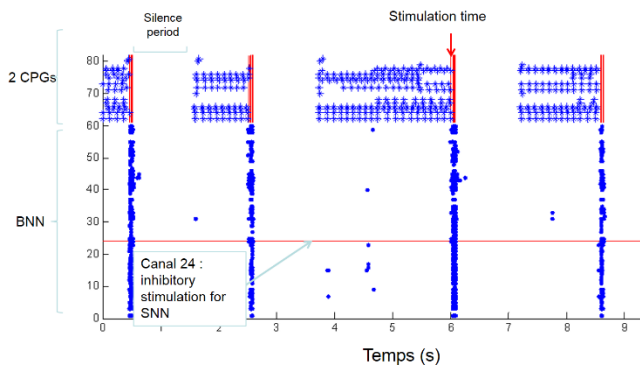 Silence
period
Stimulation time
2 CPGs
BNN
80
70
60
50
40
30
20
10
0
Canal 24 :
inhibitory
stimulation for
SNN
0 1 2 3 4 5 6 7 8 9
Temps (s)